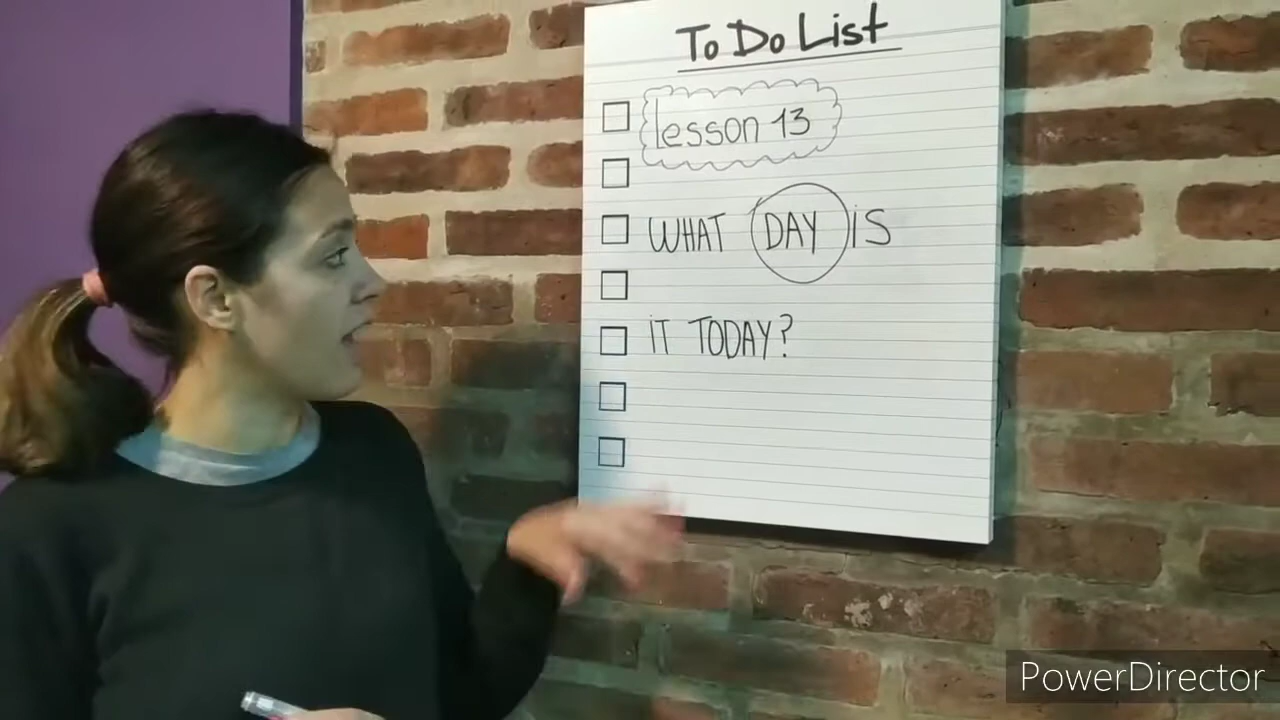 To Do List
Lesson 13
WHAT DAY iS
iT TODAY?
PowerDirector